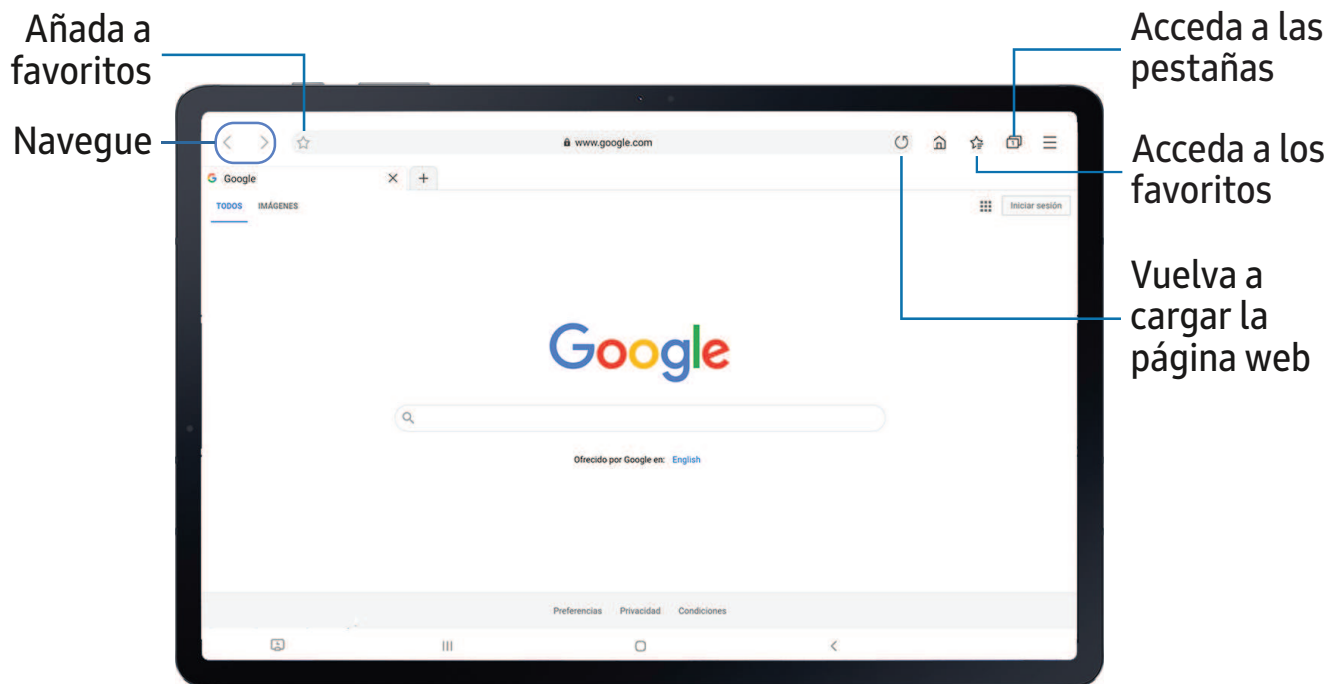 Añada a
favoritos
Navegue
Acceda a las
pestañas
Acceda a los
favoritos
Vuelva a
cargar la
página web
www.google.com
1
Google
TODOS IMÁGENES
Iniciar sesión
Google
Ofrecido por Google en: English
Preferencias Privacidad Condiciones